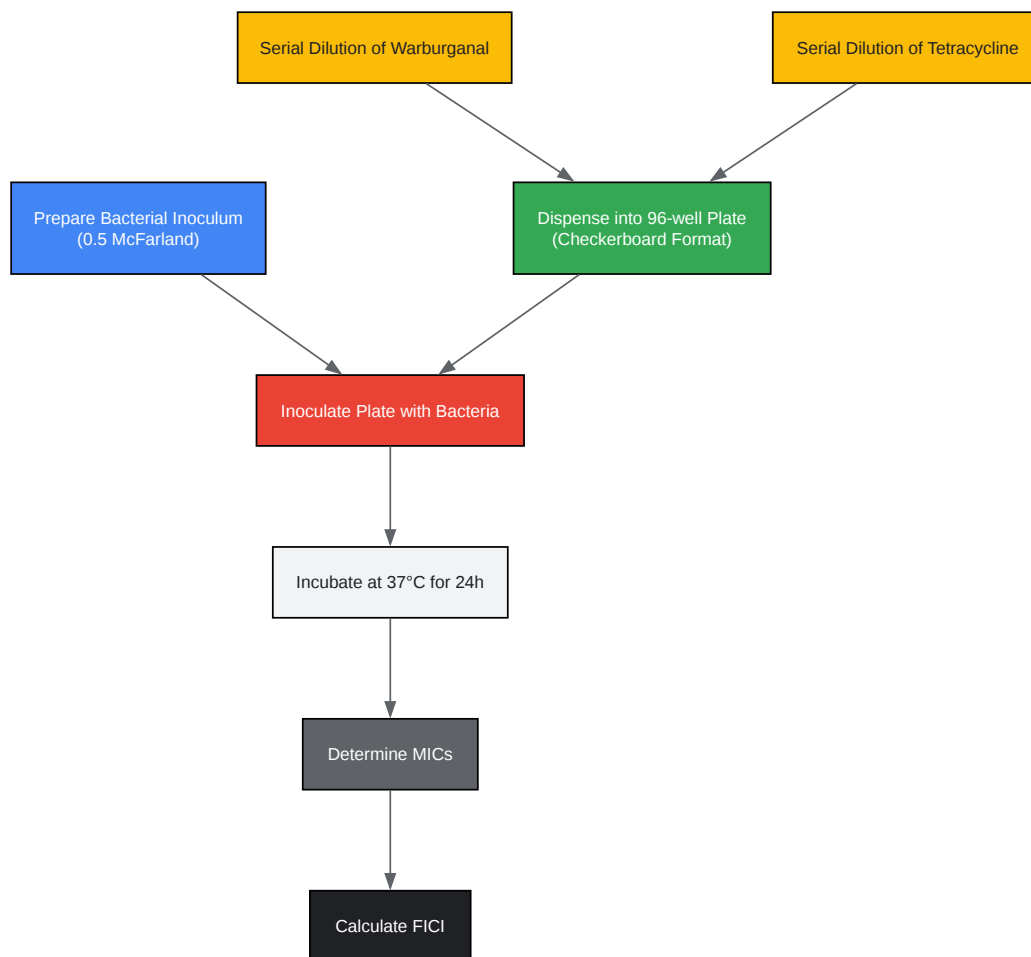 Serial Dilution of Warburganal
Serial Dilution of Tetracycline
Prepare Bacterial Inoculum
(0.5 McFarland)
Dispense into 96-well Plate
(Checkerboard Format)
Inoculate Plate with Bacteria
Incubate at 37°C for 24h
Determine MICs
Calculate FICI